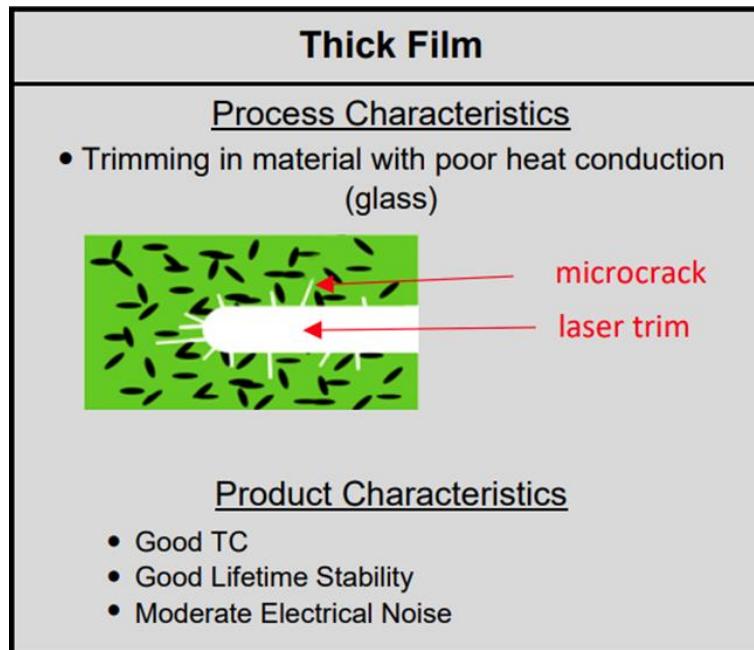 Thick Film
Process Characteristics
• Trimming in material with poor heat conduction
(glass)
microcrack
laser trim
Product Characteristics
• Good TC
• Good Lifetime Stability
• Moderate Electrical Noise